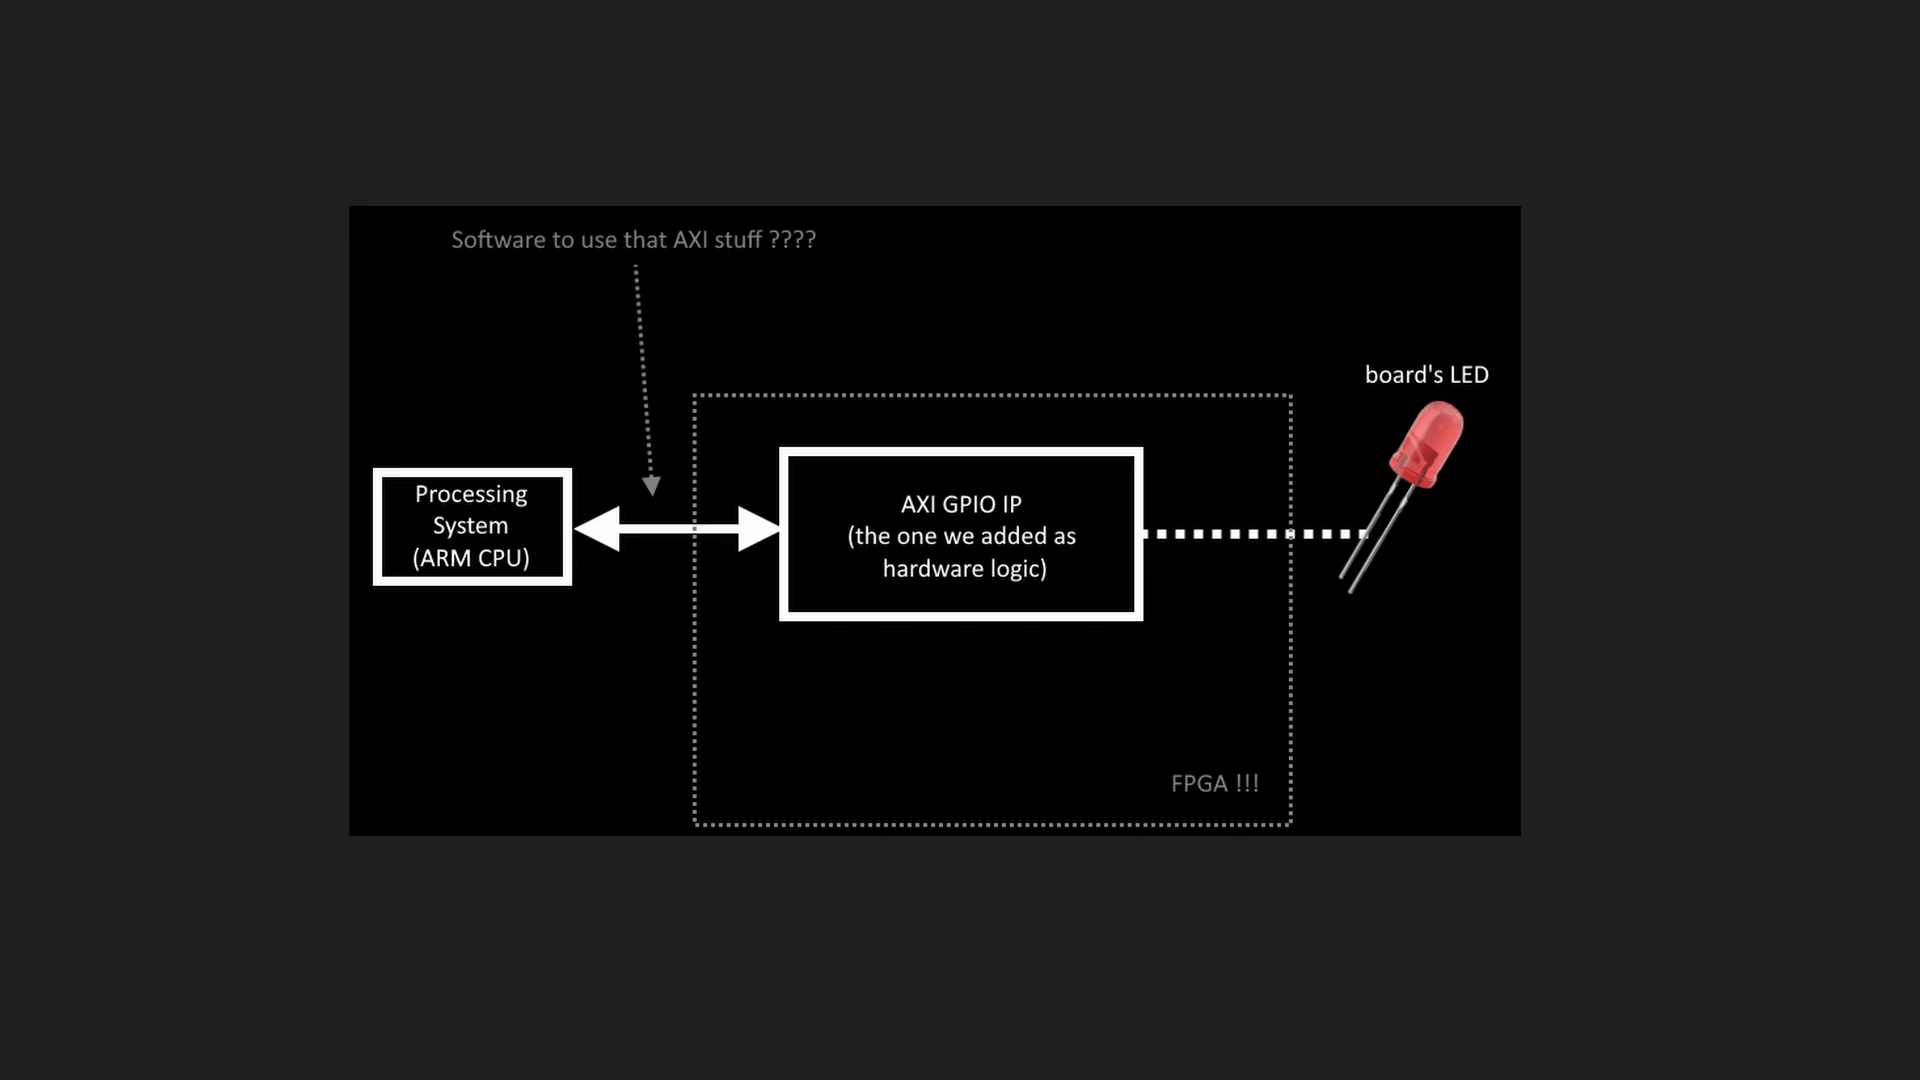 Software to use that AXI stuff ????
board's LED
Processing
System
(ARM CPU)
AXI GPIO IP
(the one we added as
hardware logic)
FPGA !!!